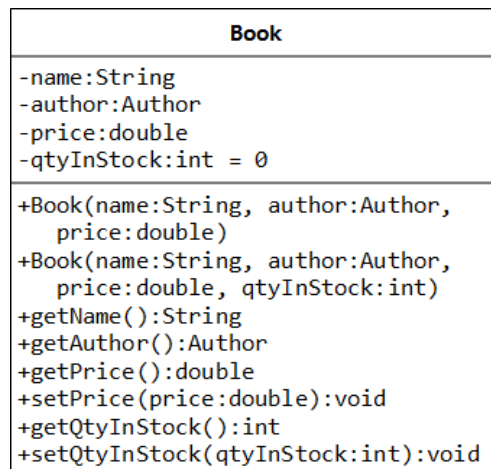 Book
-name:String
-author:Author
-price:double
-qtyInStock:int = 0
+Book(name:String, author:Author,
price:double)
+Book(name:String, author:Author,
price:double, qtyInStock:int)
+getName():String
+getAuthor():Author
+getPrice():double
+setPrice(price:double):void
+getQtyInStock():int
+setQtyInStock(qtyInStock:int):void